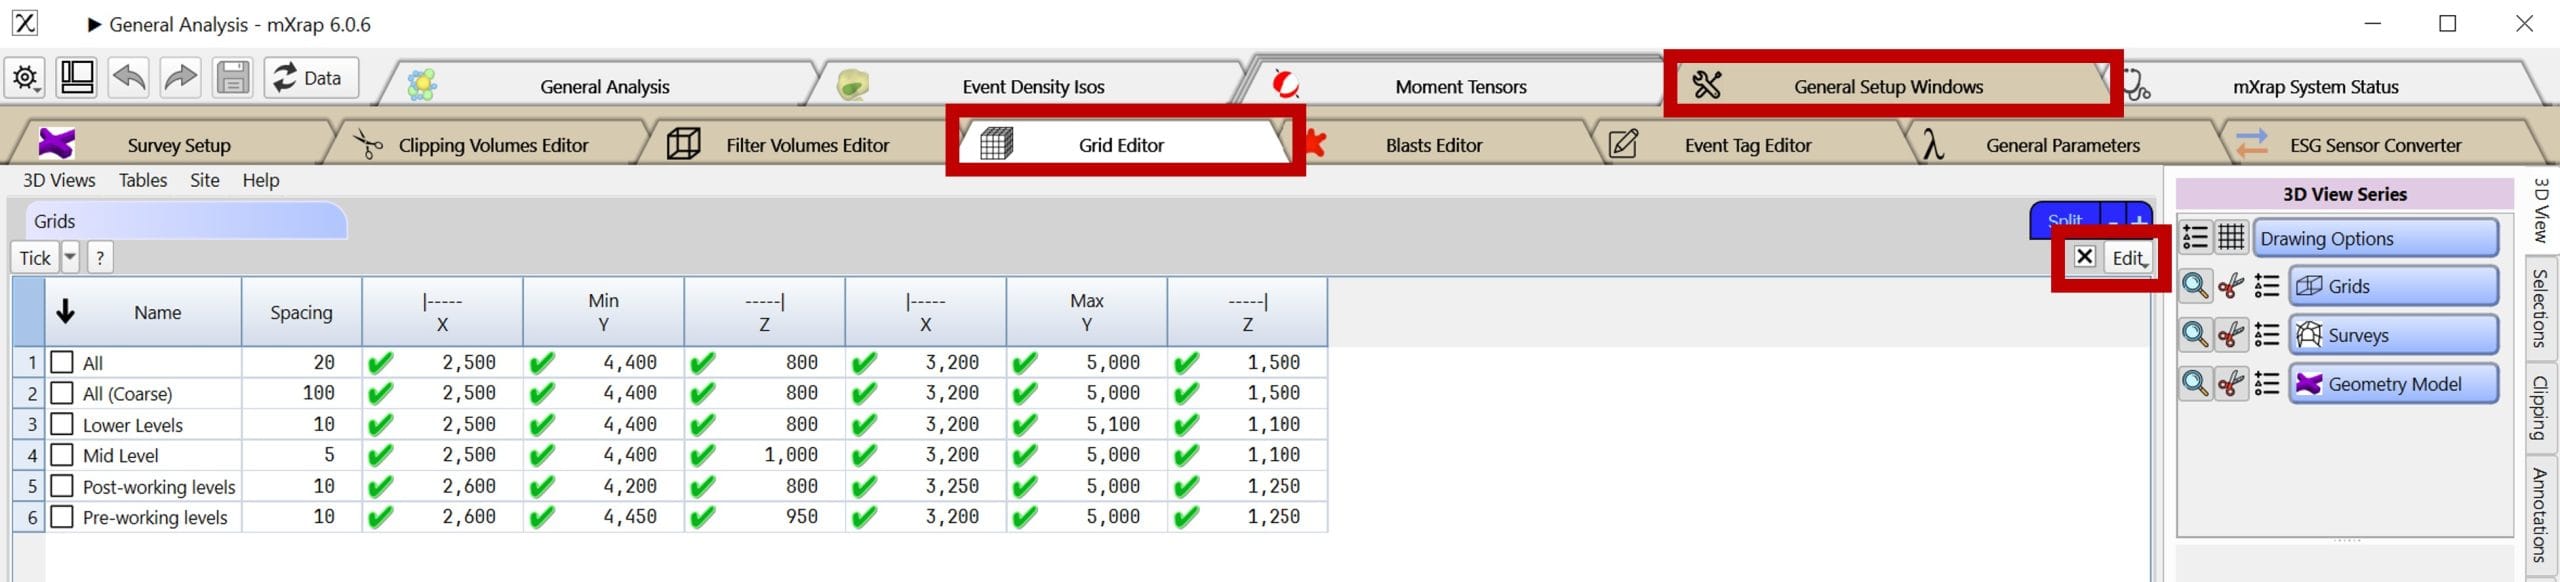 General Analysis - mXrap 6.0.6
Data
General Analysis
Event Density Isos
Moment Tensors
General Setup Windows
mXrap System Status
Survey Setup
Clipping Volumes Editor
Filter Volumes Editor
Grid Editor
Blasts Editor
Event Tag Editor
λ General Parameters
ESG Sensor Converter
3D Views Tables Site Help
Grids
Split - +
Tick ?
Edit
Name Spacing |----- X Min Y -----| Z |----- X Max Y -----| Z
1 All 20 2,500 4,400 800 3,200 5,000 1,500
2 All (Coarse) 100 2,500 4,400 800 3,200 5,000 1,500
3 Lower Levels 10 2,500 4,400 800 3,200 5,100 1,100
4 Mid Level 5 2,500 4,400 1,000 3,200 5,000 1,100
5 Post-working levels 10 2,600 4,200 800 3,250 5,000 1,250
6 Pre-working levels 10 2,600 4,450 950 3,200 5,000 1,250
3D View Series
Drawing Options
Grids
Surveys
Geometry Model
3D View
Selections
Clipping
Annotations